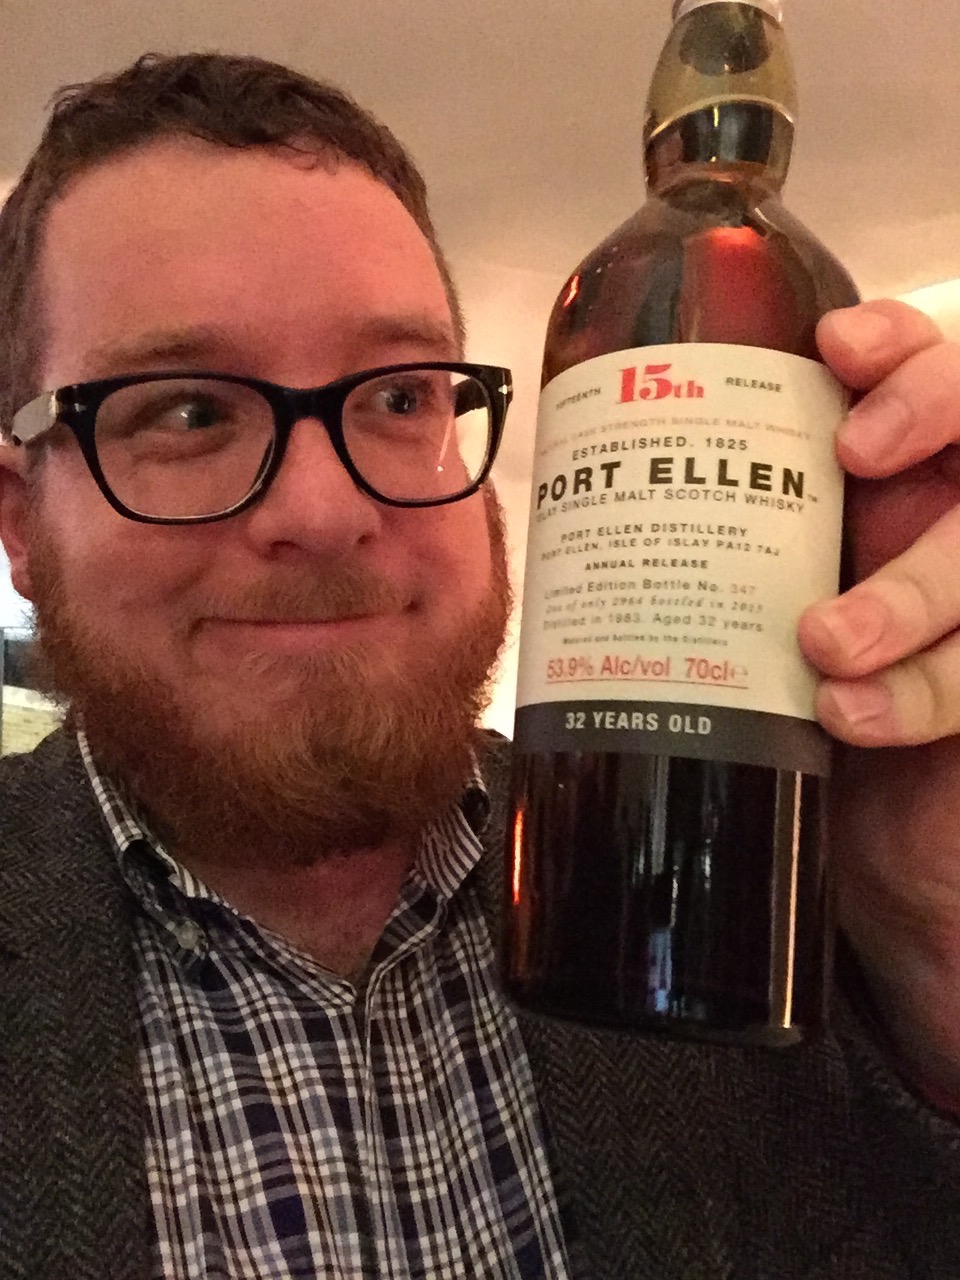 FIFTEENTH 15th RELEASE
NATURAL CASK STRENGTH SINGLE MALT WHISKY
ESTABLISHED. 1825
PORT ELLEN™
ISLAY SINGLE MALT SCOTCH WHISKY
PORT ELLEN DISTILLERY
PORT ELLEN, ISLE OF ISLAY PA42 7AJ
ANNUAL RELEASE
Limited Edition Bottle No. 347
One of only 2964 bottled in 2015
Distilled in 1983. Aged 32 years
Matured and Bottled by the Distillers
53.9% Alc/vol 70cl℮
32 YEARS OLD